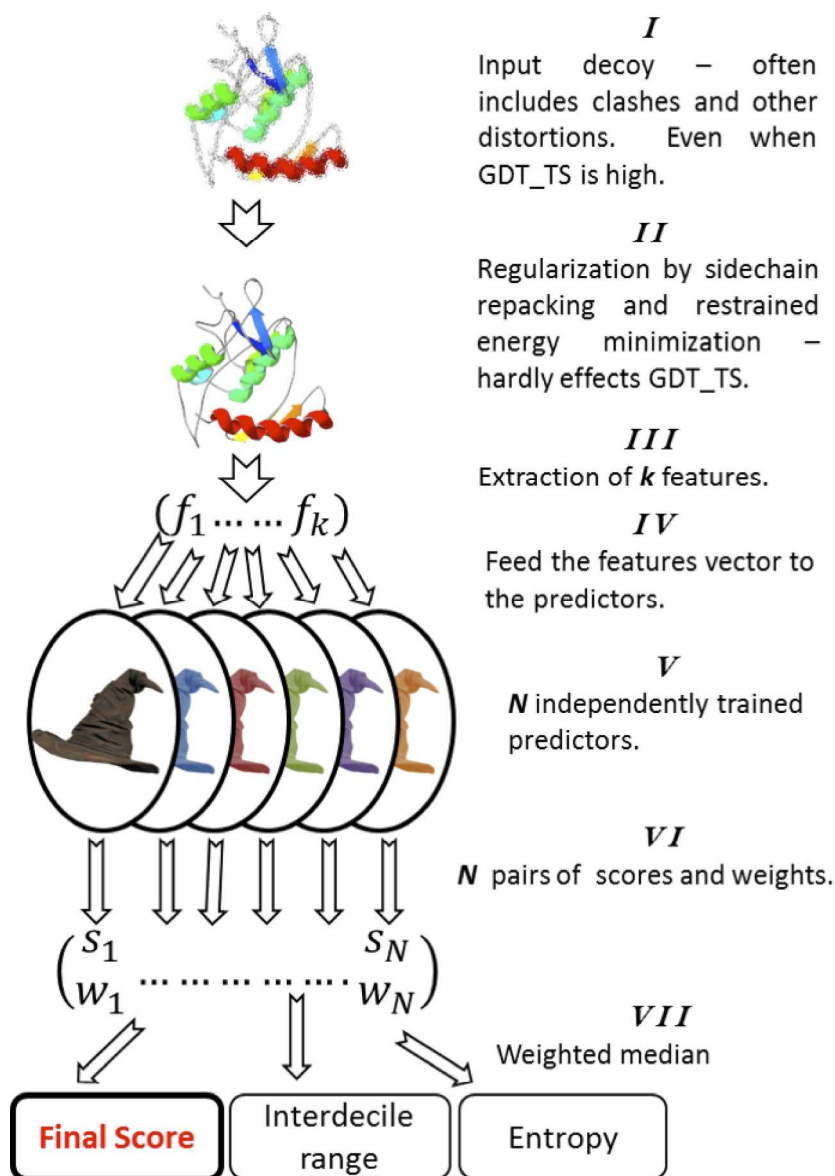 I
Input decoy – often
includes clashes and other
distortions. Even when
GDT_TS is high.
II
Regularization by sidechain
repacking and restrained
energy minimization –
hardly effects GDT_TS.
III
Extraction of k features.
(f1 ... ... fk)
IV
Feed the features vector to
the predictors.
V
N independently trained
predictors.
VI
N pairs of scores and weights.
s1 sN
w1 ... ... ... ... ... . wN
VII
Weighted median
Final Score
Interdecile
range
Entropy